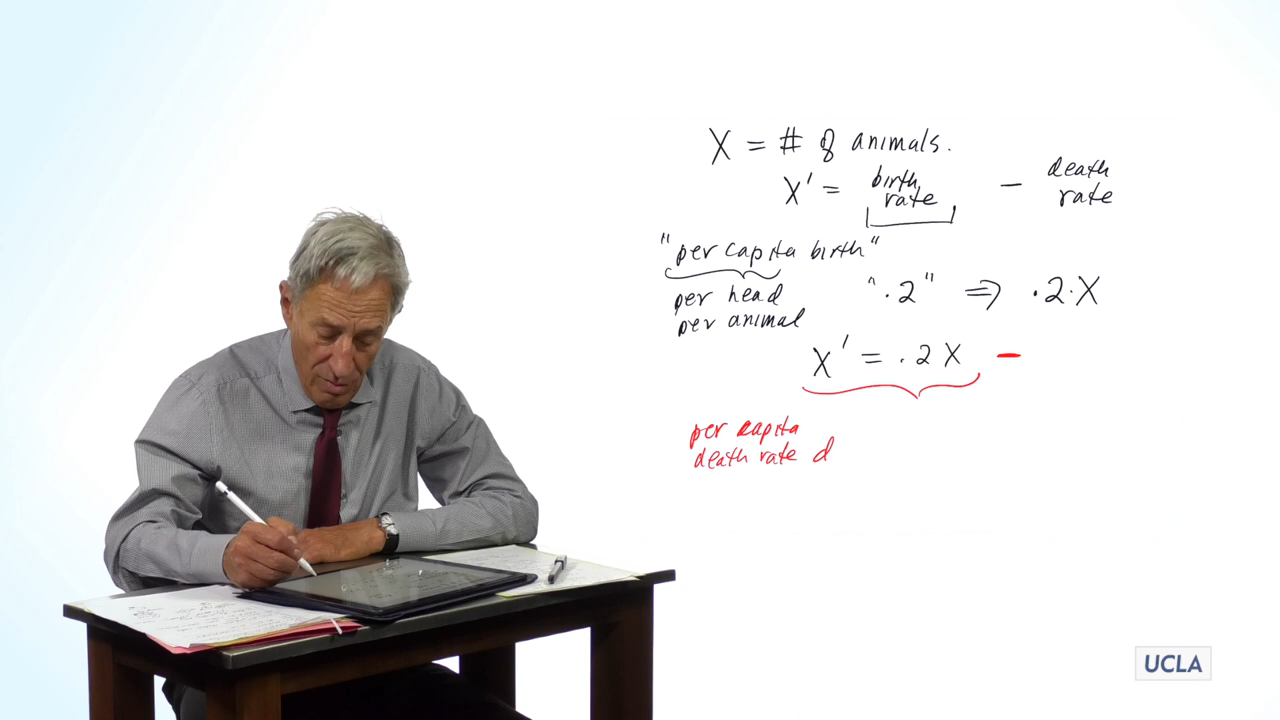 X = # of animals.
X' = birth rate - death rate
"per capita birth"
per head
per animal
".2" ⇒ .2·X
X' = .2X -
per capita
death rate d
UCLA